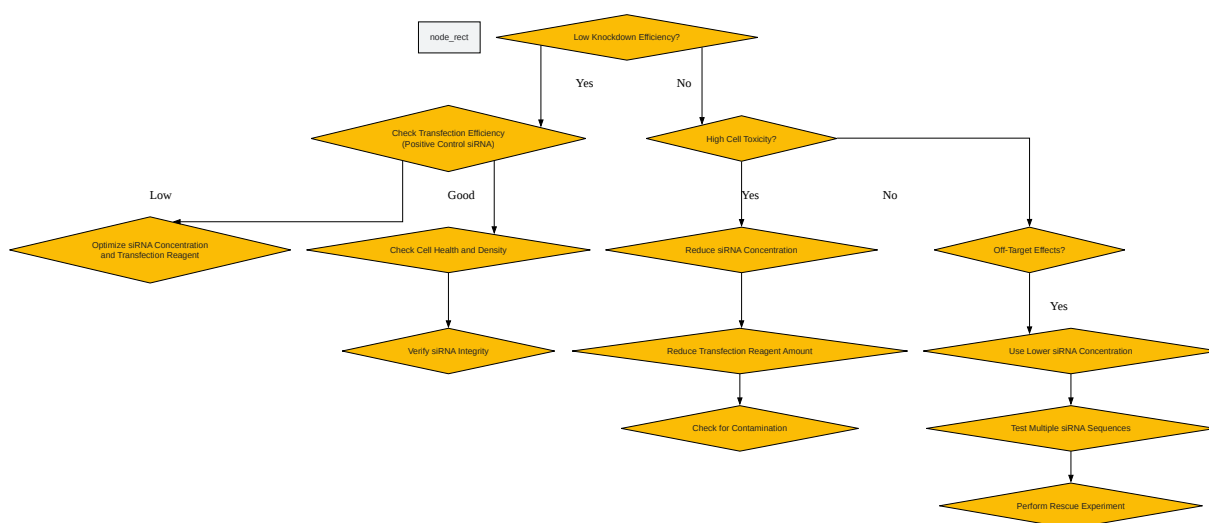 node_rect
Low Knockdown Efficiency?
Yes
No
Check Transfection Efficiency
(Positive Control siRNA)
High Cell Toxicity?
Low
Good
Yes
No
Optimize siRNA Concentration
and Transfection Reagent
Check Cell Health and Density
Reduce siRNA Concentration
Off-Target Effects?
Yes
Verify siRNA Integrity
Reduce Transfection Reagent Amount
Use Lower siRNA Concentration
Check for Contamination
Test Multiple siRNA Sequences
Perform Rescue Experiment